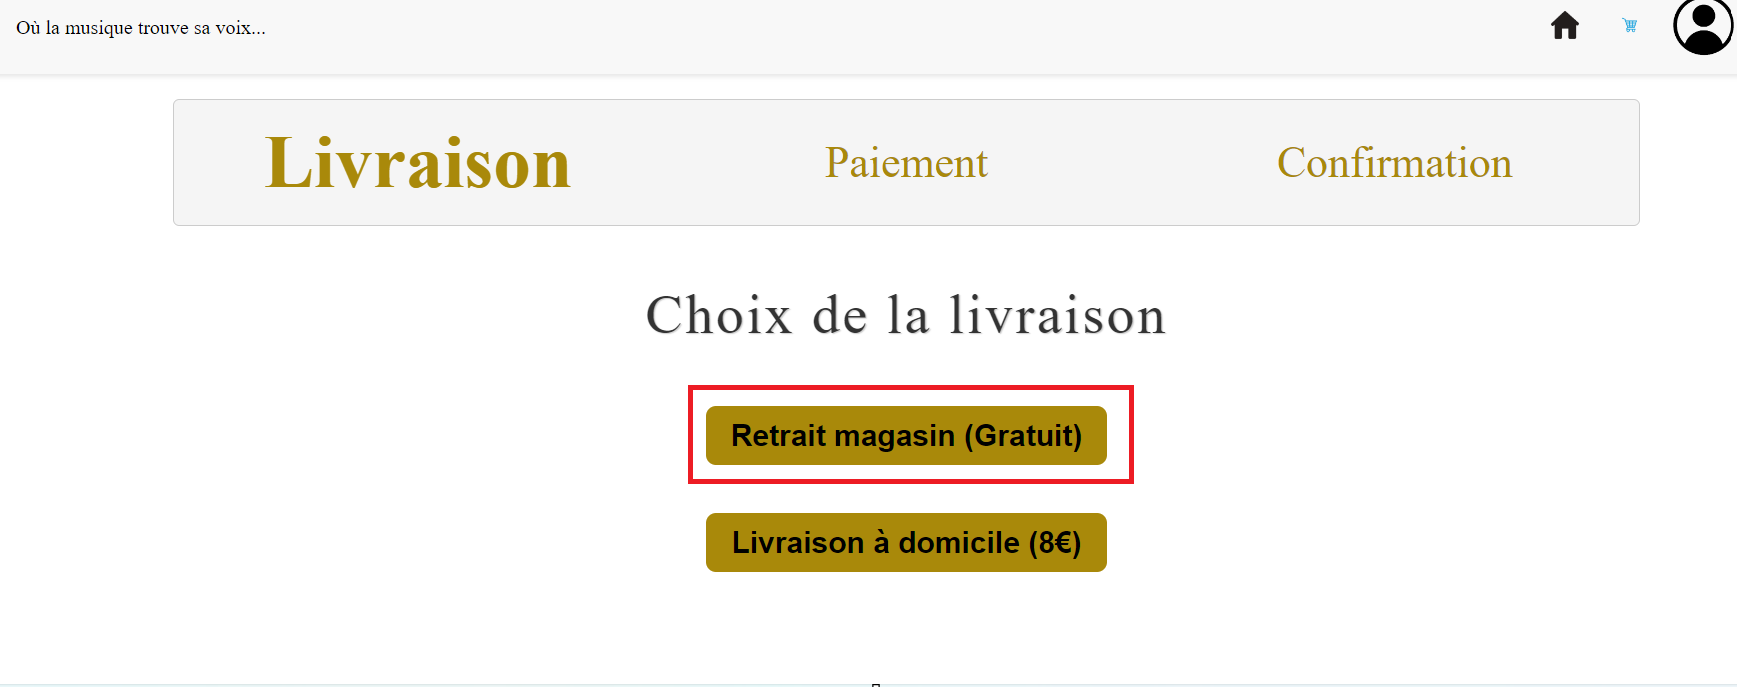 Où la musique trouve sa voix...
Livraison
Paiement
Confirmation
Choix de la livraison
Retrait magasin (Gratuit)
Livraison à domicile (8€)